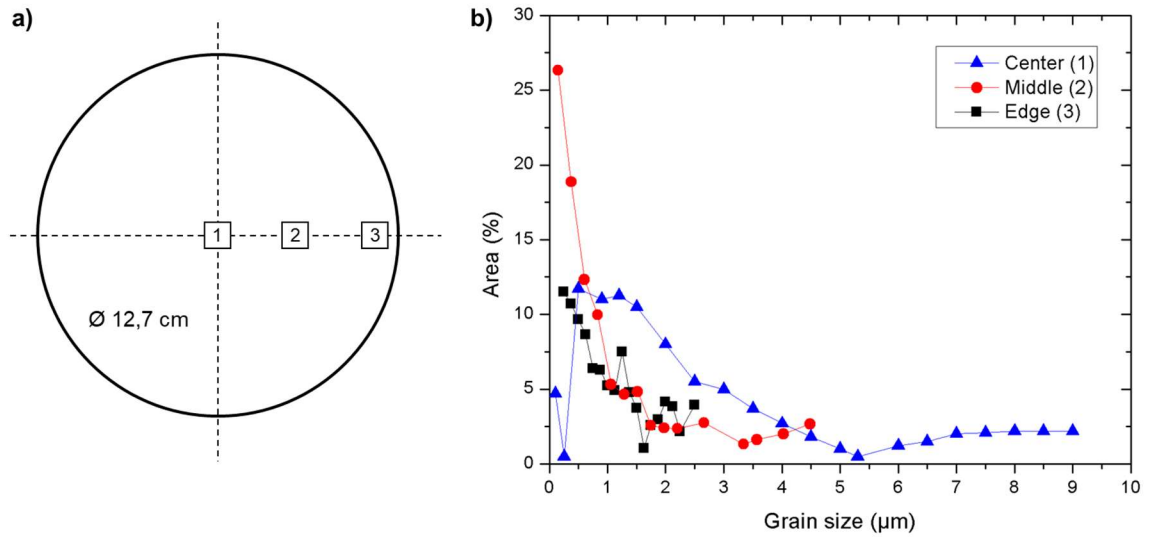 a)
1
2
3
Ø 12,7 cm
b)
30
25
20
15
10
5
0
Area (%)
Center (1)
Middle (2)
Edge (3)
0 1 2 3 4 5 6 7 8 9 10
Grain size (µm)